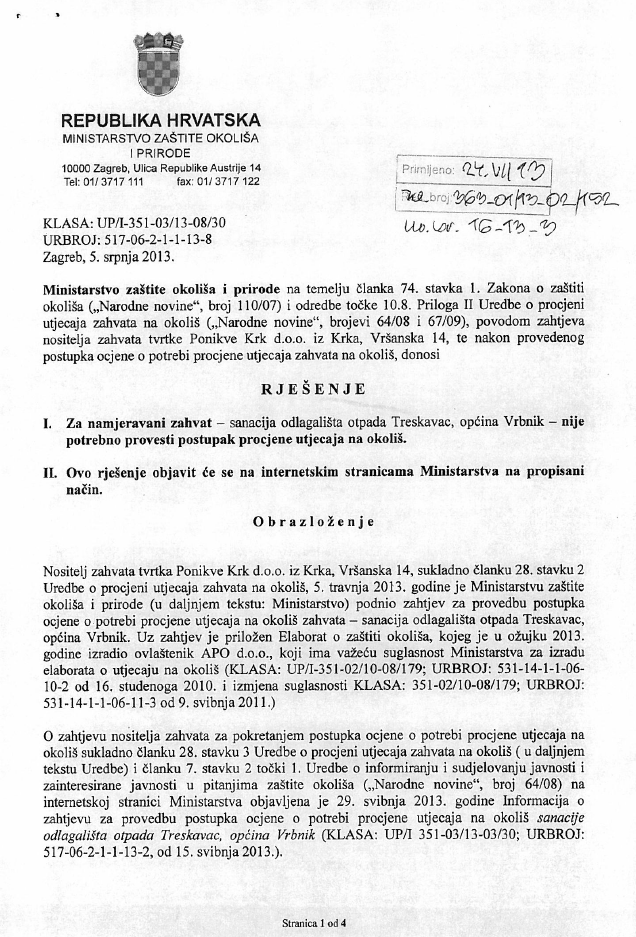 REPUBLIKA HRVATSKA
MINISTARSTVO ZAŠTITE OKOLIŠA
I PRIRODE
10000 Zagreb, Ulica Republike Austrije 14
Tel: 01/ 3717 111 fax: 01/ 3717 122
Primljeno: 24. VII 13
broj: 363-01/13-02/152
16-13-3
KLASA: UP/I-351-03/13-08/30
URBROJ: 517-06-2-1-1-13-8
Zagreb, 5. srpnja 2013.
Ministarstvo zaštite okoliša i prirode na temelju članka 74. stavka 1. Zakona o zaštiti
okoliša („Narodne novine“, broj 110/07) i odredbe točke 10.8. Priloga II Uredbe o procjeni
utjecaja zahvata na okoliš („Narodne novine“, brojevi 64/08 i 67/09), povodom zahtjeva
nositelja zahvata tvrtke Ponikve Krk d.o.o. iz Krka, Vršanska 14, te nakon provedenog
postupka ocjene o potrebi procjene utjecaja zahvata na okoliš, donosi
R J E Š E N J E
I. Za namjeravani zahvat – sanacija odlagališta otpada Treskavac, općina Vrbnik – nije
potrebno provesti postupak procjene utjecaja na okoliš.
II. Ovo rješenje objavit će se na internetskim stranicama Ministarstva na propisani
način.
O b r a z l o ž e n j e
Nositelj zahvata tvrtka Ponikve Krk d.o.o. iz Krka, Vršanska 14, sukladno članku 28. stavku 2
Uredbe o procjeni utjecaja zahvata na okoliš, 5. travnja 2013. godine je Ministarstvu zaštite
okoliša i prirode (u daljnjem tekstu: Ministarstvo) podnio zahtjev za provedbu postupka
ocjene o potrebi procjene utjecaja na okoliš zahvata – sanacija odlagališta otpada Treskavac,
općina Vrbnik. Uz zahtjev je priložen Elaborat o zaštiti okoliša, kojeg je u ožujku 2013.
godine izradio ovlaštenik APO d.o.o., koji ima važeću suglasnost Ministarstva za izradu
elaborata o utjecaju na okoliš (KLASA: UP/I-351-02/10-08/179; URBROJ: 531-14-1-1-06-
10-2 od 16. studenoga 2010. i izmjena suglasnosti KLASA: 351-02/10-08/179; URBROJ:
531-14-1-1-06-11-3 od 9. svibnja 2011.)
O zahtjevu nositelja zahvata za pokretanjem postupka ocjene o potrebi procjene utjecaja na
okoliš sukladno članku 28. stavku 3 Uredbe o procjeni utjecaja zahvata na okoliš ( u daljnjem
tekstu Uredbe) i članku 7. stavku 2 točki 1. Uredbe o informiranju i sudjelovanju javnosti i
zainteresirane javnosti u pitanjima zaštite okoliša („Narodne novine“, broj 64/08) na
internetskoj stranici Ministarstva objavljena je 29. svibnja 2013. godine Informacija o
zahtjevu za provedbu postupka ocjene o potrebi procjene utjecaja na okoliš sanacije
odlagališta otpada Treskavac, općina Vrbnik (KLASA: UP/I 351-03/13-03/30; URBROJ:
517-06-2-1-1-13-2, od 15. svibnja 2013.).
Stranica 1 od 4